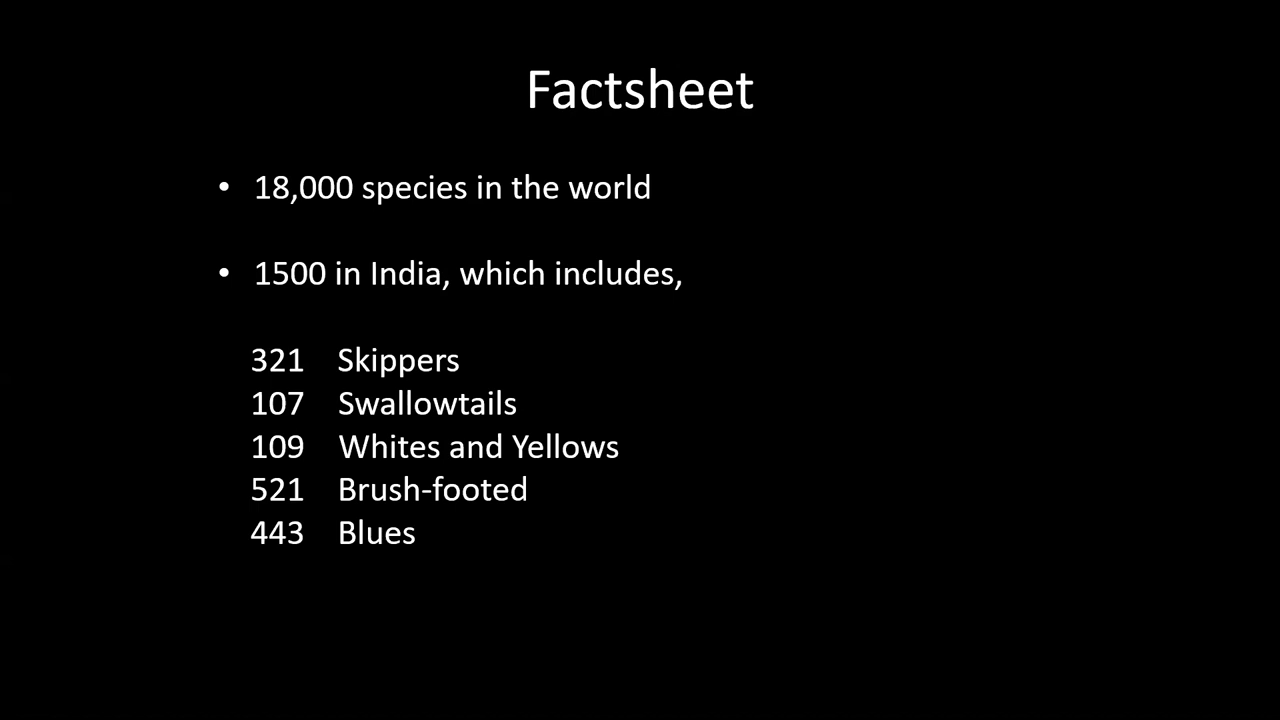 Factsheet
• 18,000 species in the world
• 1500 in India, which includes,
321 Skippers
107 Swallowtails
109 Whites and Yellows
521 Brush-footed
443 Blues